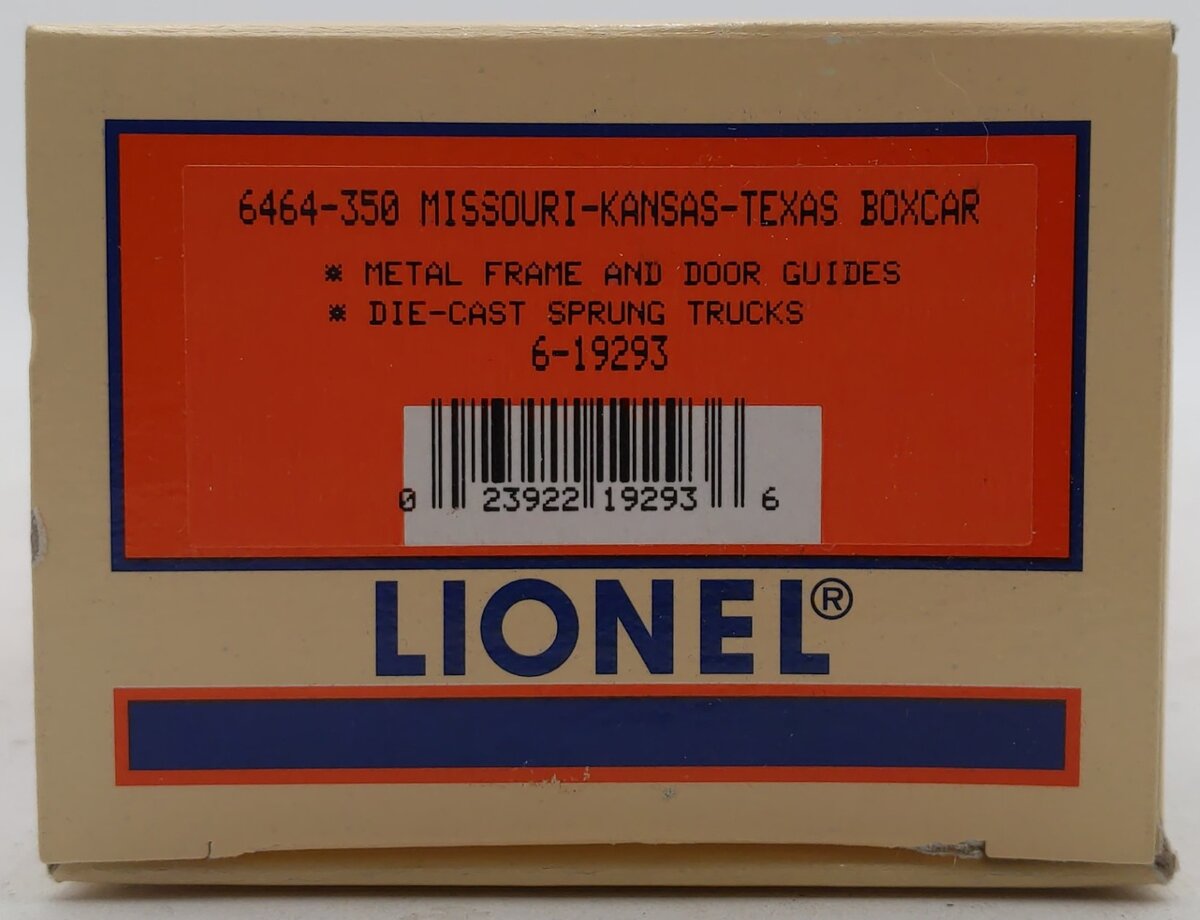 6464-350 MISSOURI-KANSAS-TEXAS BOXCAR
* METAL FRAME AND DOOR GUIDES
* DIE-CAST SPRUNG TRUCKS
6-19293
0 23922 19293 6
LIONEL®